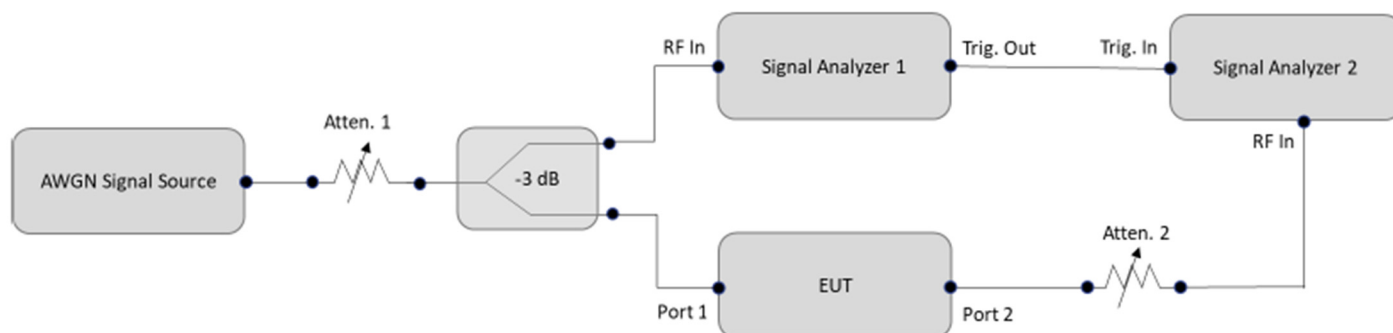 RF In
Signal Analyzer 1
Trig. Out
Trig. In
Signal Analyzer 2
RF In
AWGN Signal Source
Atten. 1
-3 dB
Atten. 2
Port 1
EUT
Port 2